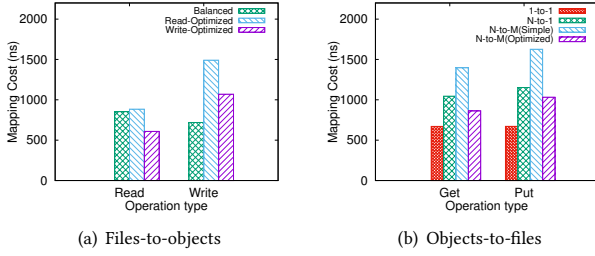 Balanced
Read-Optimized
Write-Optimized
2000
1500
1000
500
0
Mapping Cost (ns)
Read
Write
Operation type
(a) Files-to-objects
1-to-1
N-to-1
N-to-M(Simple)
N-to-M(Optimized)
2000
1500
1000
500
0
Mapping Cost (ns)
Get
Put
Operation type
(b) Objects-to-files